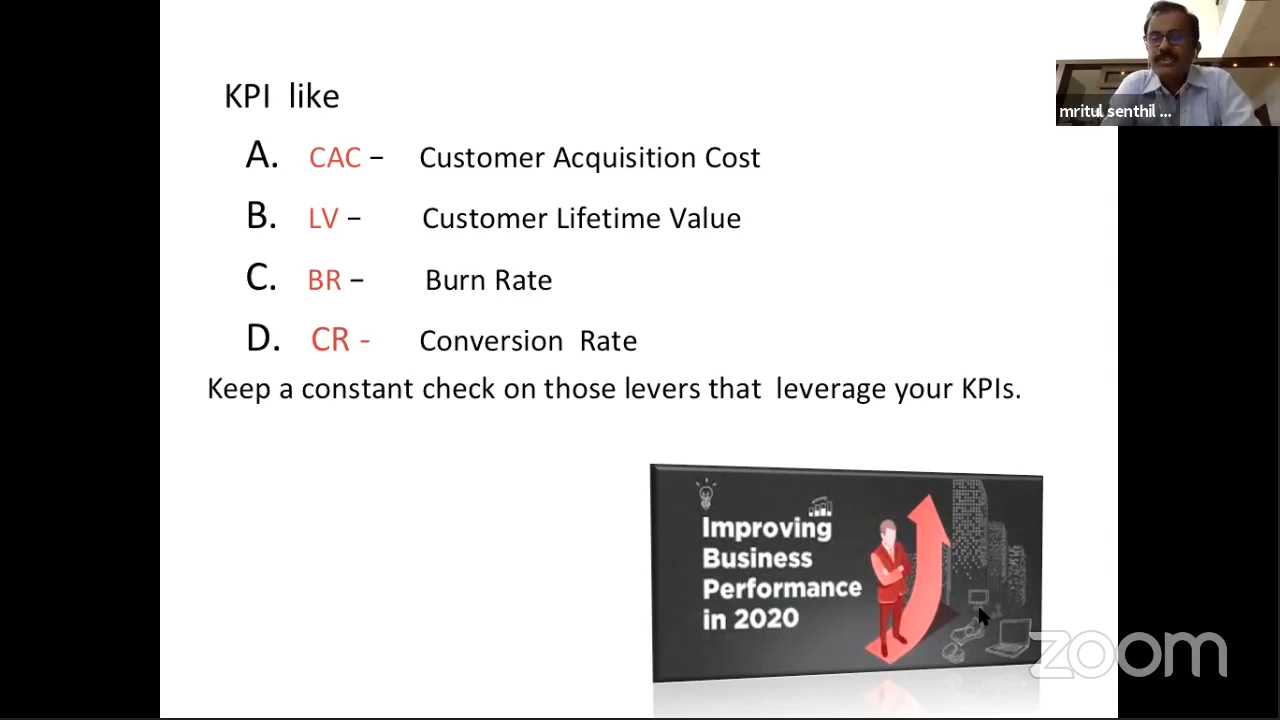 KPI like
A. CAC – Customer Acquisition Cost
B. LV – Customer Lifetime Value
C. BR – Burn Rate
D. CR - Conversion Rate
Keep a constant check on those levers that leverage your KPIs.
mritul senthil ...
Improving
Business
Performance
in 2020
zoom